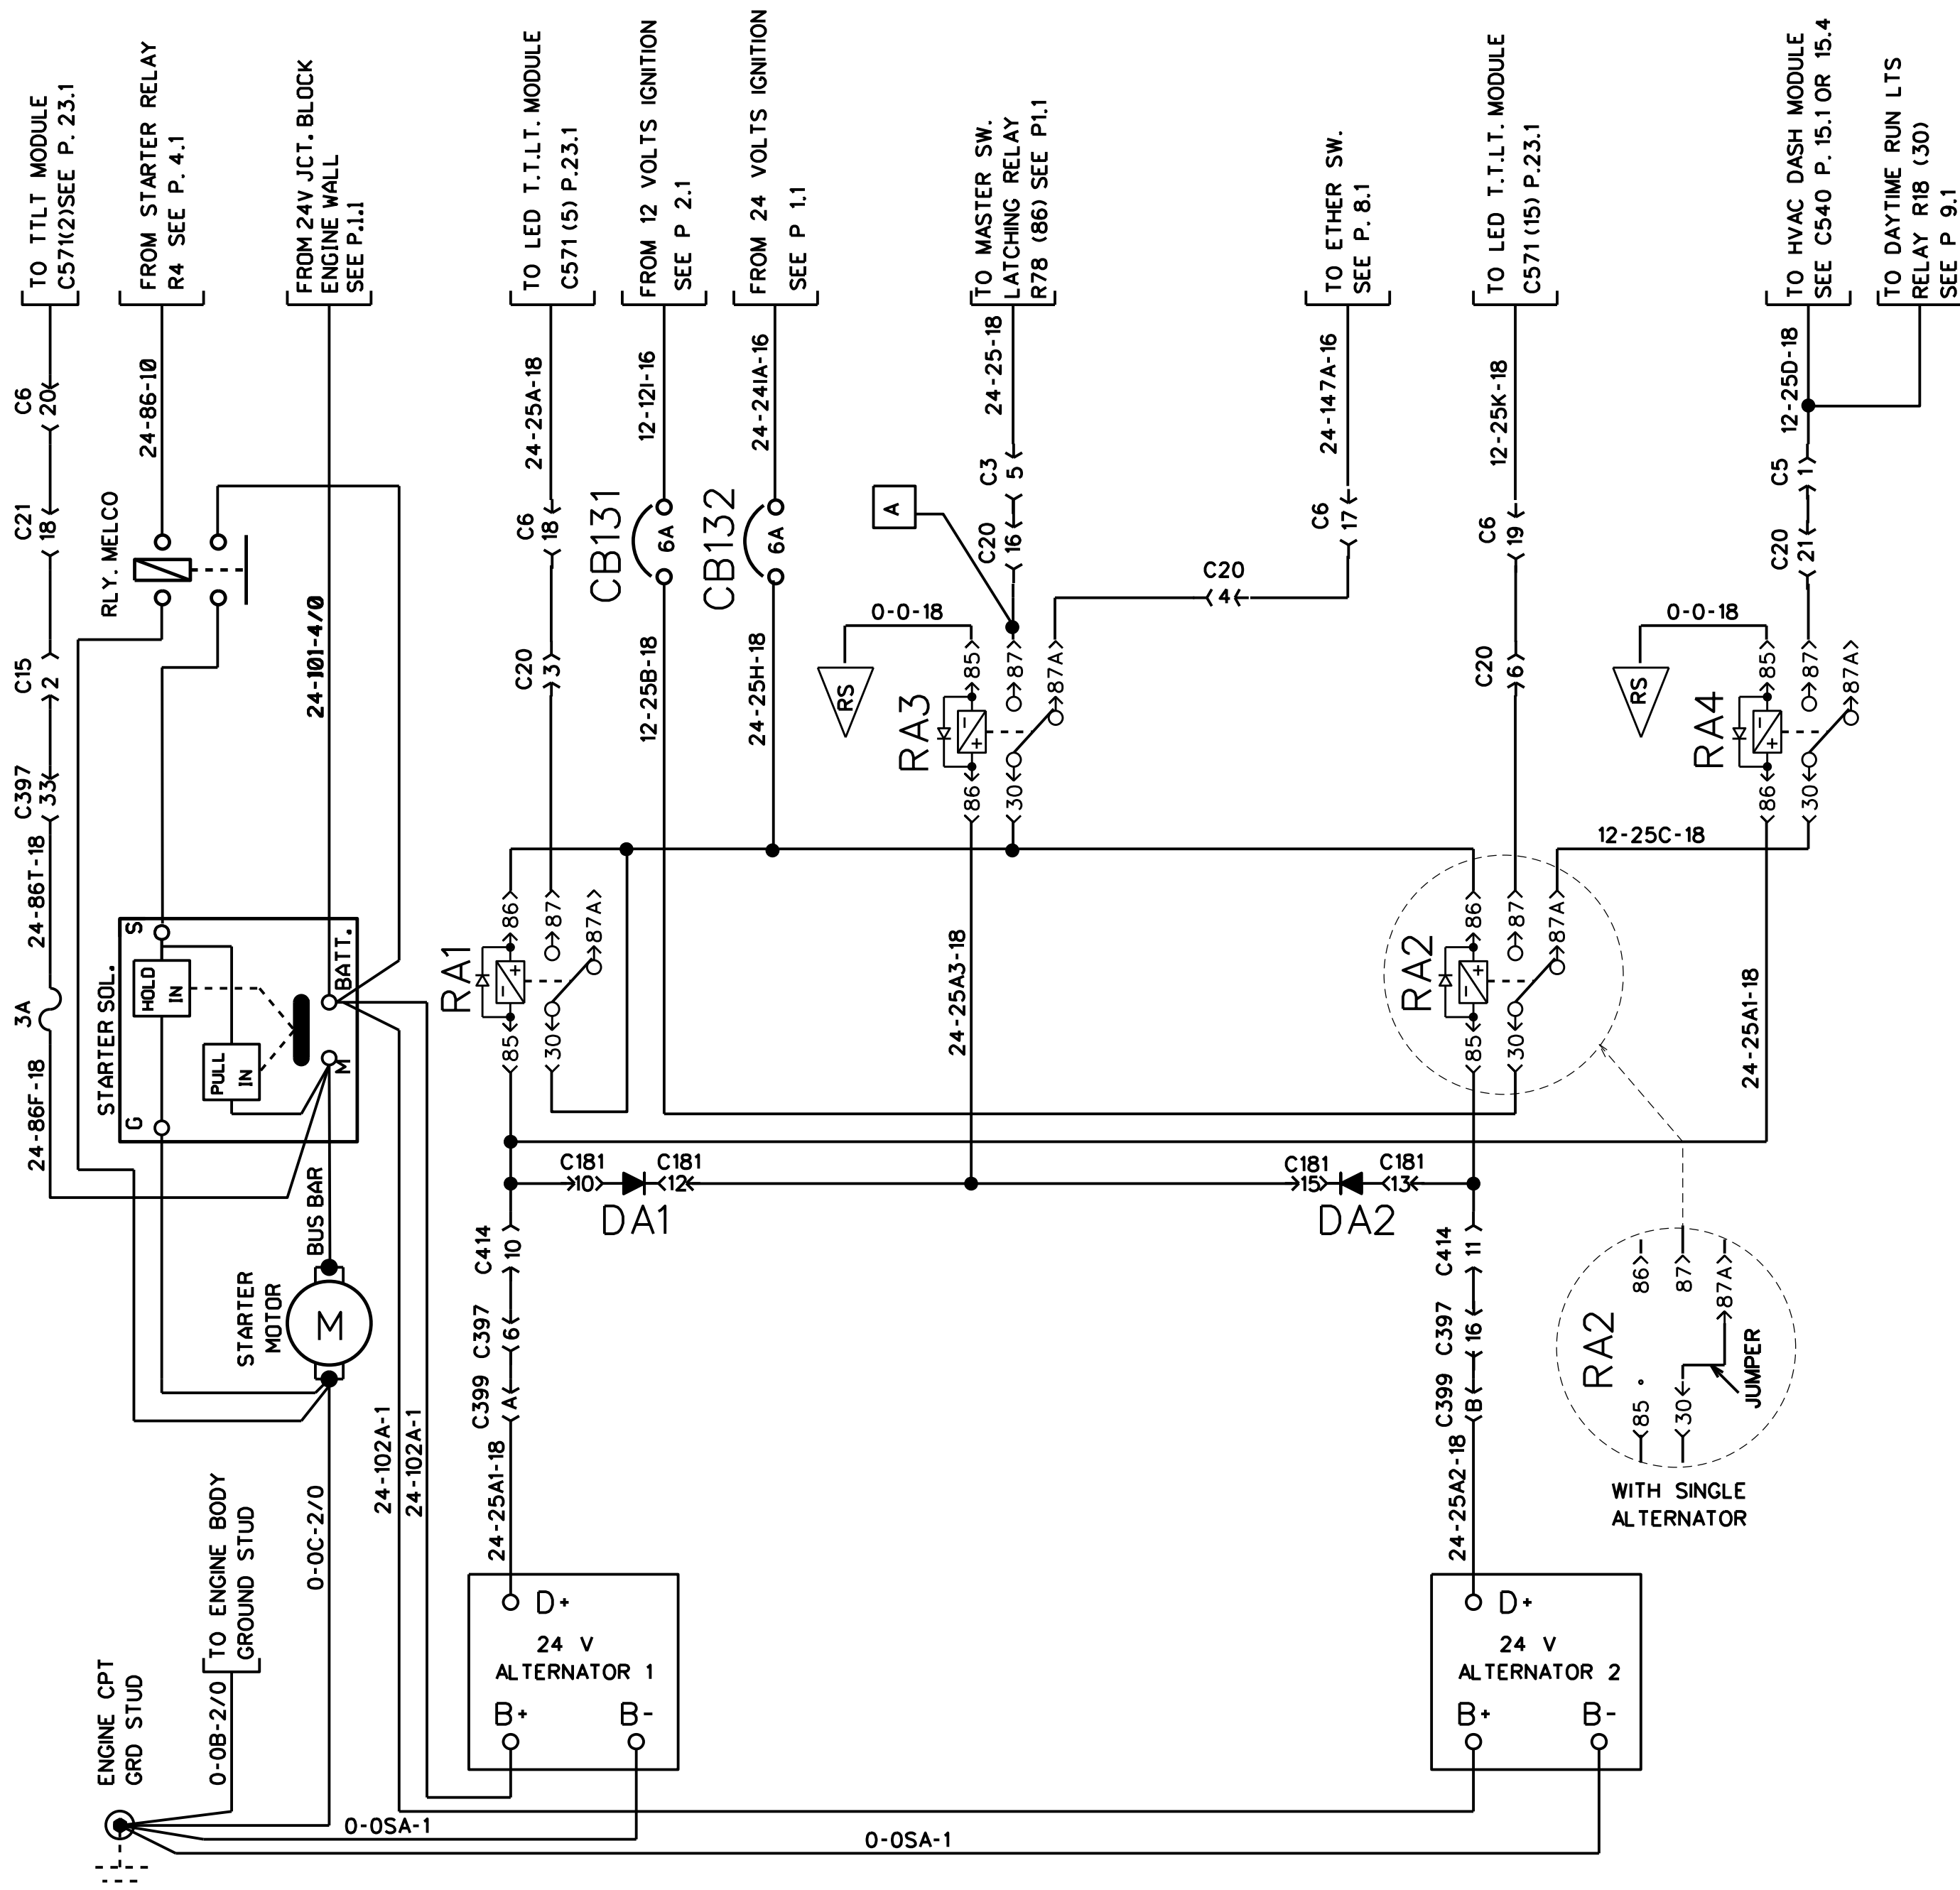 TO TTLT MODULE
C571(2)SEE P. 23.1
FROM STARTER RELAY
R4 SEE P. 4.1
FROM 24V JCT. BLOCK
ENGINE WALL
SEE P.1.1
TO LED T.T.LT. MODULE
C571 (5) P.23.1
FROM 12 VOLTS IGNITION
SEE P 2.1
FROM 24 VOLTS IGNITION
SEE P 1.1
TO MASTER SW.
LATCHING RELAY
R78 (86) SEE P1.1
TO ETHER SW.
SEE P. 8.1
TO LED T.T.LT. MODULE
C571 (15) P.23.1
TO HVAC DASH MODULE
SEE C540 P. 15.1 OR 15.4
TO DAYTIME RUN LTS
RELAY R18 (30)
SEE P 9.1
C6
20
24-86-10
24-25A-18
12-12I-16
24-24IA-16
24-25-18
24-147A-16
12-25K-18
12-25D-18
C21
18
RLY. MELCO
C6
18
CB131
6A
CB132
6A
A
C3
5
C20
16
C6
17
C20
4
C6
19
C5
1
C20
21
C15
2
24-101-4/0
C20
3
12-25B-18
24-25H-18
0-0-18
RS
RA3
85
87
87A
86
30
C20
6
0-0-18
RS
RA4
85
87
87A
86
30
C397
33
24-86T-18
12-25C-18
3A
24-86F-18
STARTER SOL.
S
HOLD
IN
PULL
IN
BATT.
M
G
RA1
86
87
87A
85
30
24-25A3-18
RA2
86
87
87A
85
30
24-25A1-18
C181
10
C181
12
DA1
C181
15
C181
13
DA2
BUS BAR
STARTER
MOTOR
M
C414
10
C397
6
C399
A
24-25A1-18
C414
11
C397
16
C399
B
24-25A2-18
RA2
86
87
87A
85
30
JUMPER
WITH SINGLE
ALTERNATOR
24-102A-1
24-102A-1
0-0C-2/0
TO ENGINE BODY
GROUND STUD
0-0B-2/0
ENGINE CPT
GRD STUD
D+
24 V
ALTERNATOR 1
B+
B-
D+
24 V
ALTERNATOR 2
B+
B-
0-0SA-1
0-0SA-1